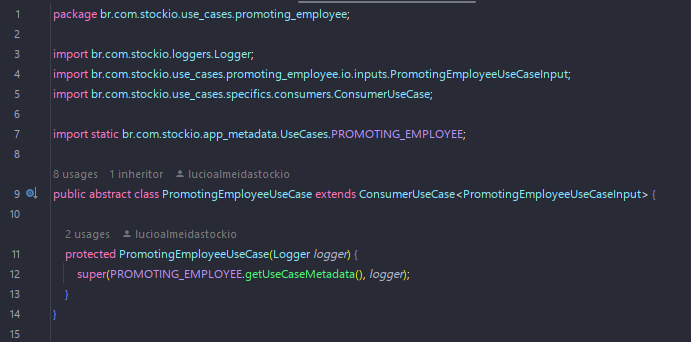 1 package br.com.stockio.use_cases.promoting_employee;
2
3 import br.com.stockio.loggers.Logger;
4 import br.com.stockio.use_cases.promoting_employee.io.inputs.PromotingEmployeeUseCaseInput;
5 import br.com.stockio.use_cases.specifics.consumers.ConsumerUseCase;
6
7 import static br.com.stockio.app_metadata.UseCases.PROMOTING_EMPLOYEE;
8
8 usages 1 inheritor lucioalmeidastockio
9 public abstract class PromotingEmployeeUseCase extends ConsumerUseCase<PromotingEmployeeUseCaseInput> {
10
2 usages lucioalmeidastockio
11 protected PromotingEmployeeUseCase(Logger logger) {
12 super(PROMOTING_EMPLOYEE.getUseCaseMetadata(), logger);
13 }
14 }
15